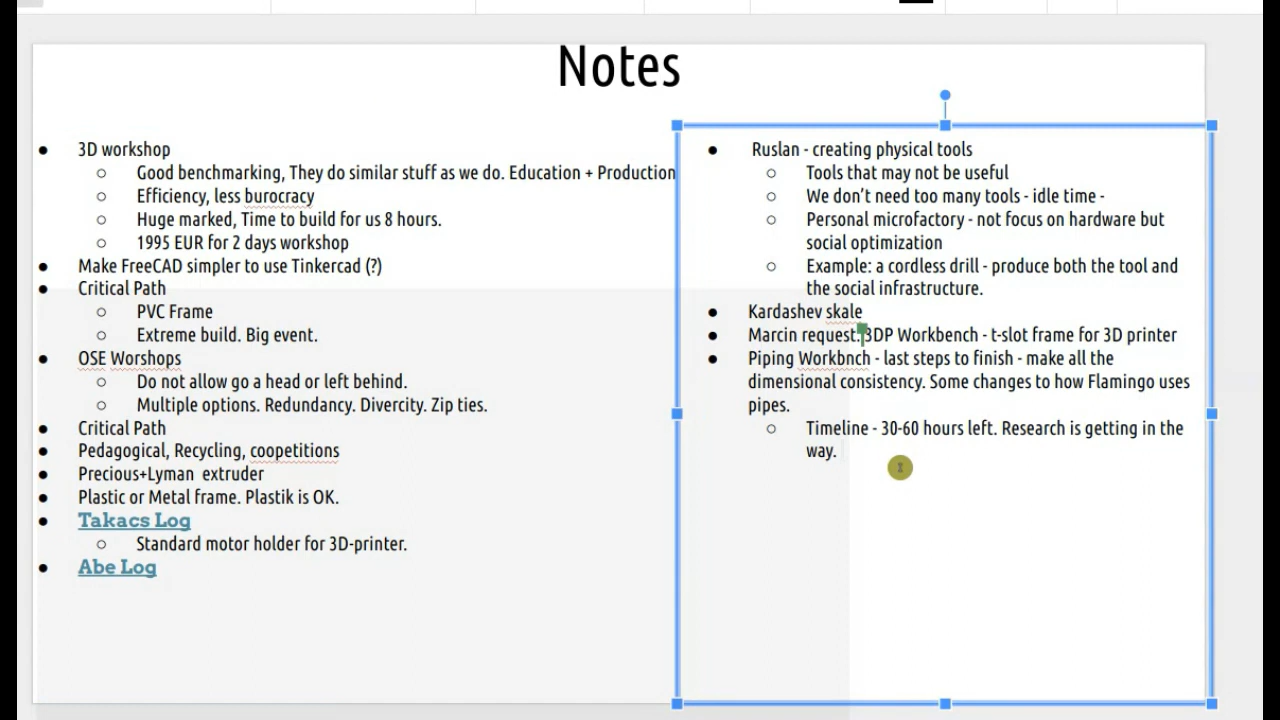 Notes
● 3D workshop
○ Good benchmarking, They do similar stuff as we do. Education + Production
○ Efficiency, less burocracy
○ Huge marked, Time to build for us 8 hours.
○ 1995 EUR for 2 days workshop
● Make FreeCAD simpler to use Tinkercad (?)
● Critical Path
○ PVC Frame
○ Extreme build. Big event.
● OSE Worshops
○ Do not allow go a head or left behind.
○ Multiple options. Redundancy. Divercity. Zip ties.
● Critical Path
● Pedagogical, Recycling, coopetitions
● Precious+Lyman extruder
● Plastic or Metal frame. Plastik is OK.
● Takacs Log
○ Standard motor holder for 3D-printer.
● Abe Log
● Ruslan - creating physical tools
○ Tools that may not be useful
○ We don't need too many tools - idle time -
○ Personal microfactory - not focus on hardware but
social optimization
○ Example: a cordless drill - produce both the tool and
the social infrastructure.
● Kardashev skale
● Marcin request: 3DP Workbench - t-slot frame for 3D printer
● Piping Workbnch - last steps to finish - make all the
dimensional consistency. Some changes to how Flamingo uses
pipes.
○ Timeline - 30-60 hours left. Research is getting in the
way.